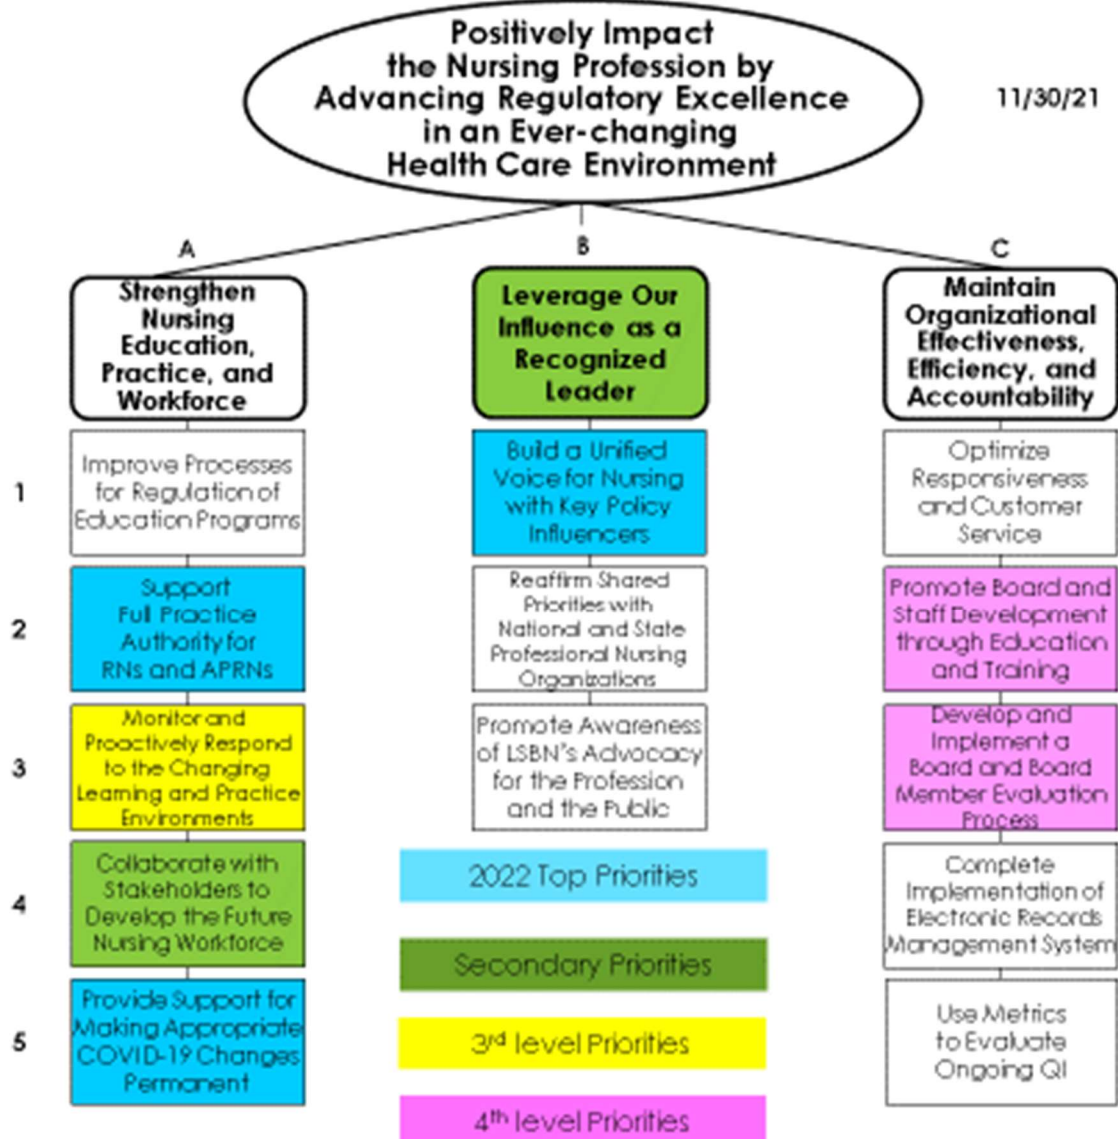 Positively Impact
the Nursing Profession by
Advancing Regulatory Excellence
in an Ever-changing
Health Care Environment
11/30/21
A
Strengthen
Nursing
Education,
Practice, and
Workforce
B
Leverage Our
Influence as a
Recognized
Leader
C
Maintain
Organizational
Effectiveness,
Efficiency, and
Accountability
1
Improve Processes
for Regulation of
Education Programs
Build a Unified
Voice for Nursing
with Key Policy
Influencers
Optimize
Responsiveness
and Customer
Service
2
Support
Full Practice
Authority for
RNs and APRNs
Reaffirm Shared
Priorities with
National and State
Professional Nursing
Organizations
Promote Board and
Staff Development
through Education
and Training
3
Monitor and
Proactively Respond
to the Changing
Learning and Practice
Environments
Promote Awareness
of LSBN's Advocacy
for the Profession
and the Public
Develop and
Implement a
Board and Board
Member Evaluation
Process
4
Collaborate with
Stakeholders to
Develop the Future
Nursing Workforce
Complete
Implementation of
Electronic Records
Management System
5
Provide Support for
Making Appropriate
COVID-19 Changes
Permanent
Use Metrics
to Evaluate
Ongoing QI
2022 Top Priorities
Secondary Priorities
3rd level Priorities
4th level Priorities